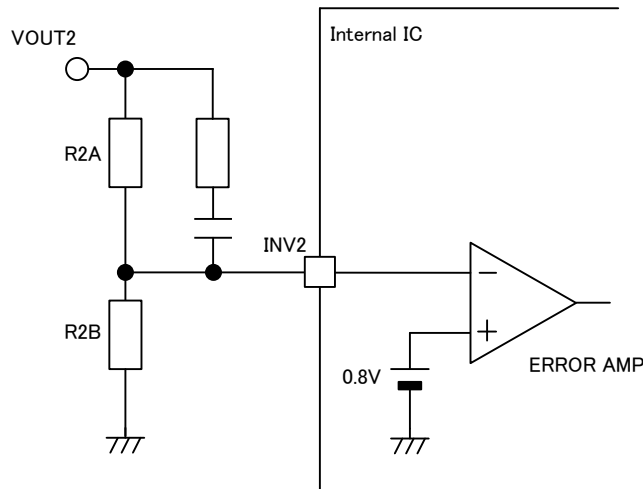 Internal IC
VOUT2
R2A
INV2
−
R2B
+
0.8V
ERROR AMP